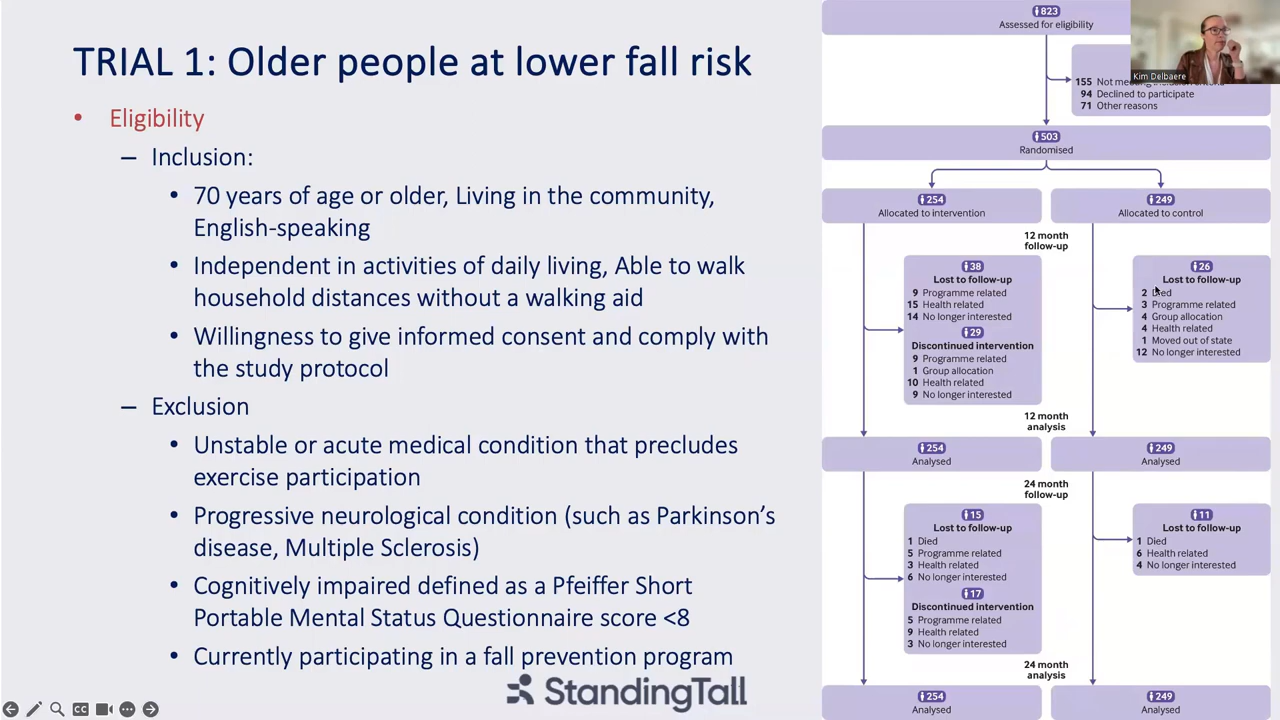 TRIAL 1: Older people at lower fall risk
• Eligibility
– Inclusion:
• 70 years of age or older, Living in the community,
English-speaking
• Independent in activities of daily living, Able to walk
household distances without a walking aid
• Willingness to give informed consent and comply with
the study protocol
– Exclusion
• Unstable or acute medical condition that precludes
exercise participation
• Progressive neurological condition (such as Parkinson's
disease, Multiple Sclerosis)
• Cognitively impaired defined as a Pfeiffer Short
Portable Mental Status Questionnaire score <8
• Currently participating in a fall prevention program
StandingTall
CC
823
Assessed for eligibility
Kim Delbaere
155 Not
94 Declined to participate
71 Other reasons
503
Randomised
254
Allocated to intervention
249
Allocated to control
12 month
follow-up
38
Lost to follow-up
9 Programme related
15 Health related
14 No longer interested
29
Discontinued intervention
9 Programme related
1 Group allocation
10 Health related
9 No longer interested
26
Lost to follow-up
2 Died
3 Programme related
4 Group allocation
4 Health related
1 Moved out of state
12 No longer interested
12 month
analysis
254
Analysed
249
Analysed
24 month
follow-up
15
Lost to follow-up
1 Died
5 Programme related
3 Health related
6 No longer interested
17
Discontinued intervention
5 Programme related
9 Health related
3 No longer interested
11
Lost to follow-up
1 Died
6 Health related
4 No longer interested
24 month
analysis
254
Analysed
249
Analysed